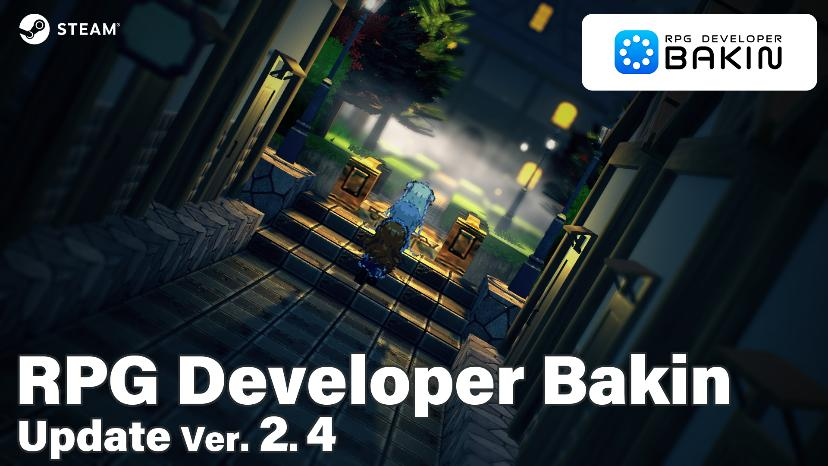 STEAM®
RPG DEVELOPER
BAKIN
RPG Developer Bakin
Update Ver. 2. 4